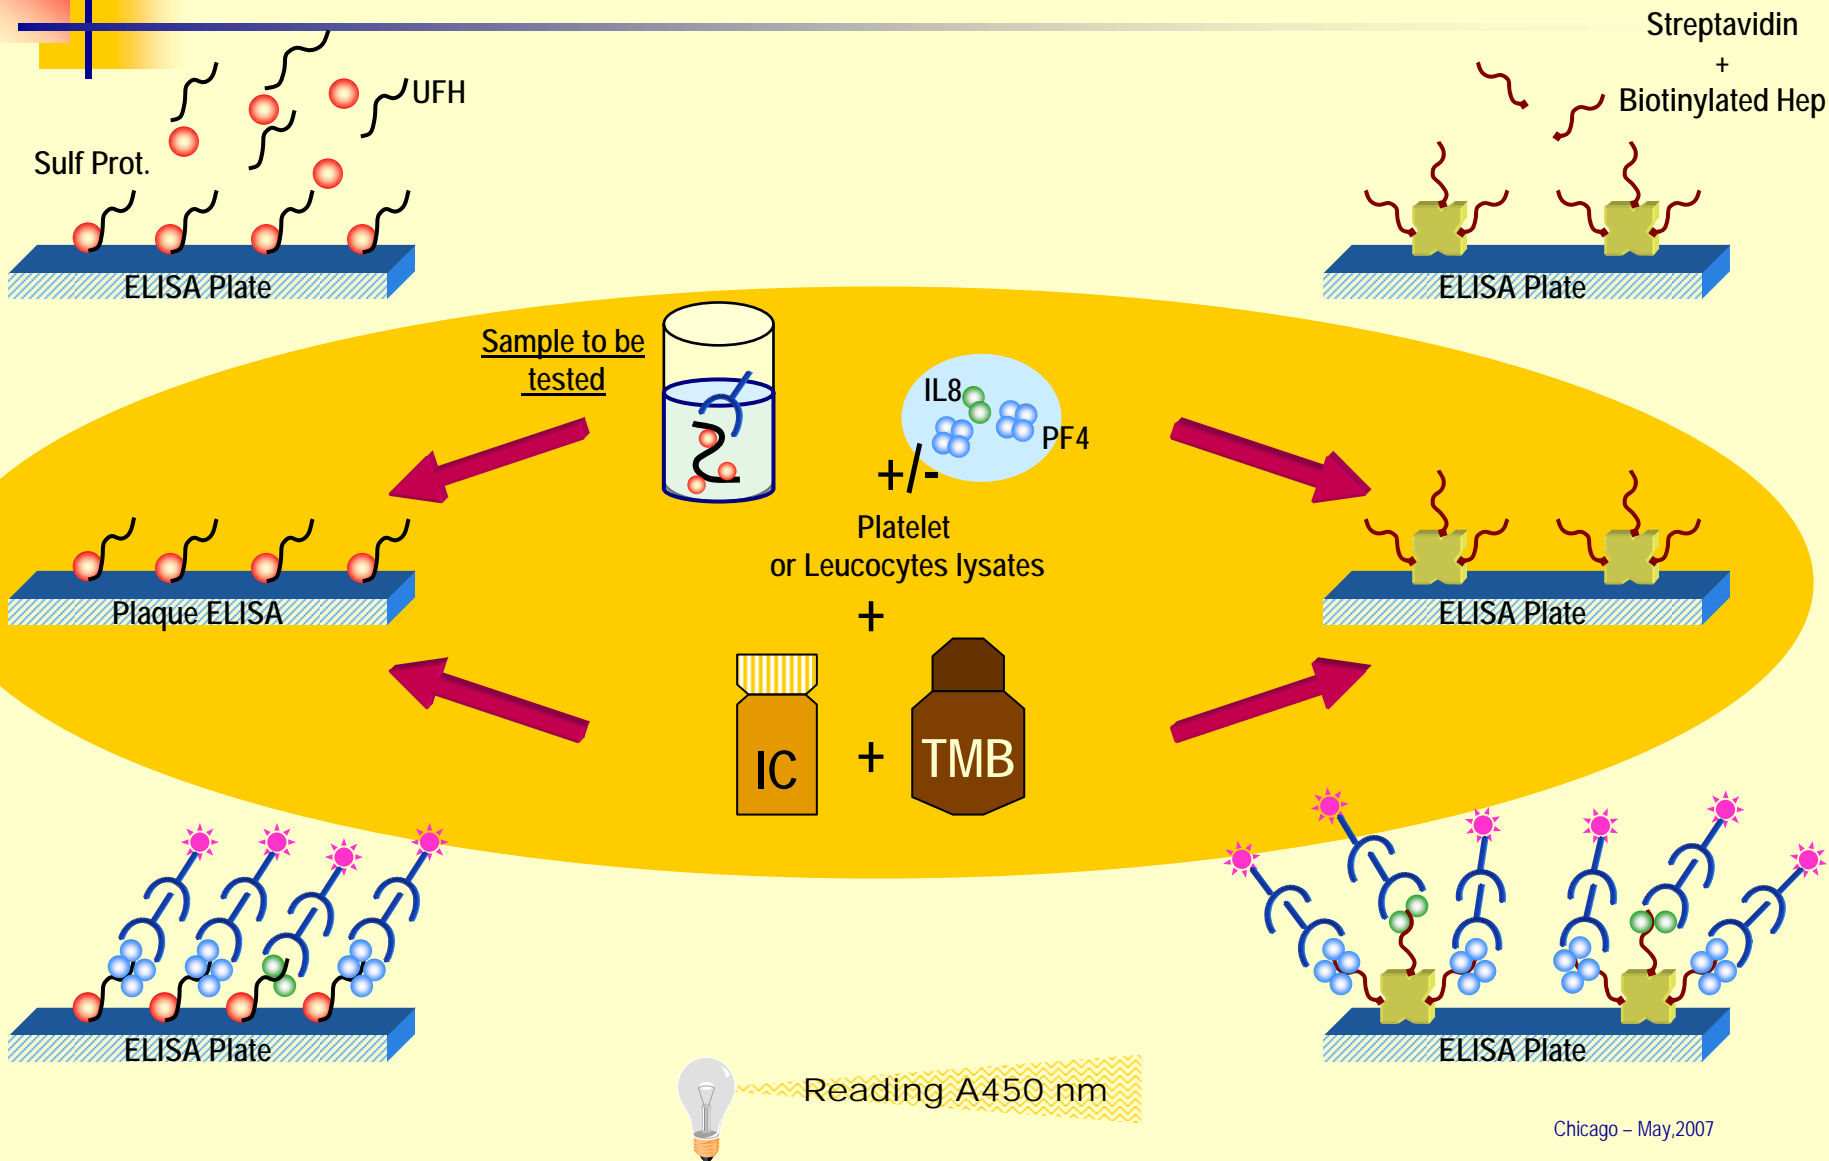 Streptavidin
+
Biotinylated Hep
UFH
Sulf Prot.
ELISA Plate
ELISA Plate
Sample to be
tested
IL8
PF4
+/-
Platelet
or Leucocytes lysates
+
Plaque ELISA
ELISA Plate
IC
+
TMB
ELISA Plate
ELISA Plate
Reading A450 nm
Chicago – May,2007